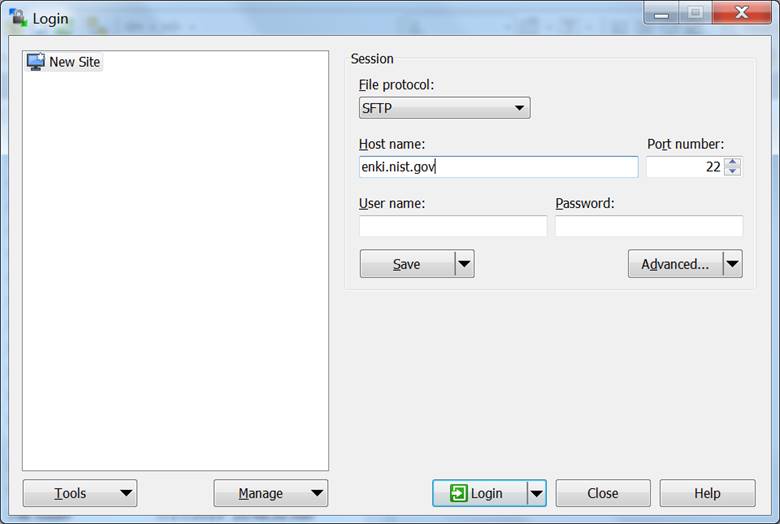 Login
New Site
Session
File protocol:
SFTP
Host name: Port number:
enki.nist.gov 22
User name: Password:
Save Advanced...
Tools Manage Login Close Help